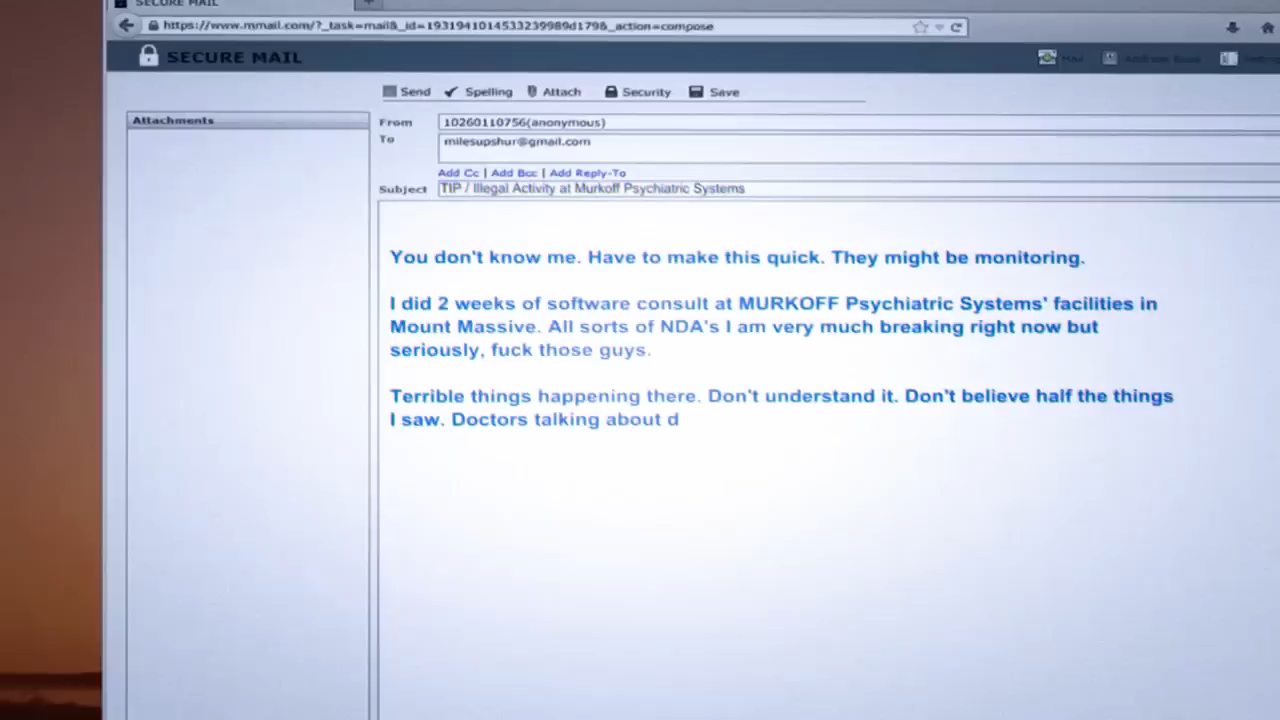 SECURE MAIL
https://www.mmail.com/?_task=mail&_id=1931941014533239989d179&_action=compose
SECURE MAIL
Send Spelling Attach Security Save
Attachments
From 10260110756(anonymous)
To milesupshur@gmail.com
Add Cc | Add Bcc | Add Reply-To
Subject TIP / Illegal Activity at Murkoff Psychiatric Systems
You don't know me. Have to make this quick. They might be monitoring.
I did 2 weeks of software consult at MURKOFF Psychiatric Systems' facilities in
Mount Massive. All sorts of NDA's I am very much breaking right now but
seriously, fuck those guys.
Terrible things happening there. Don't understand it. Don't believe half the things
I saw. Doctors talking about d